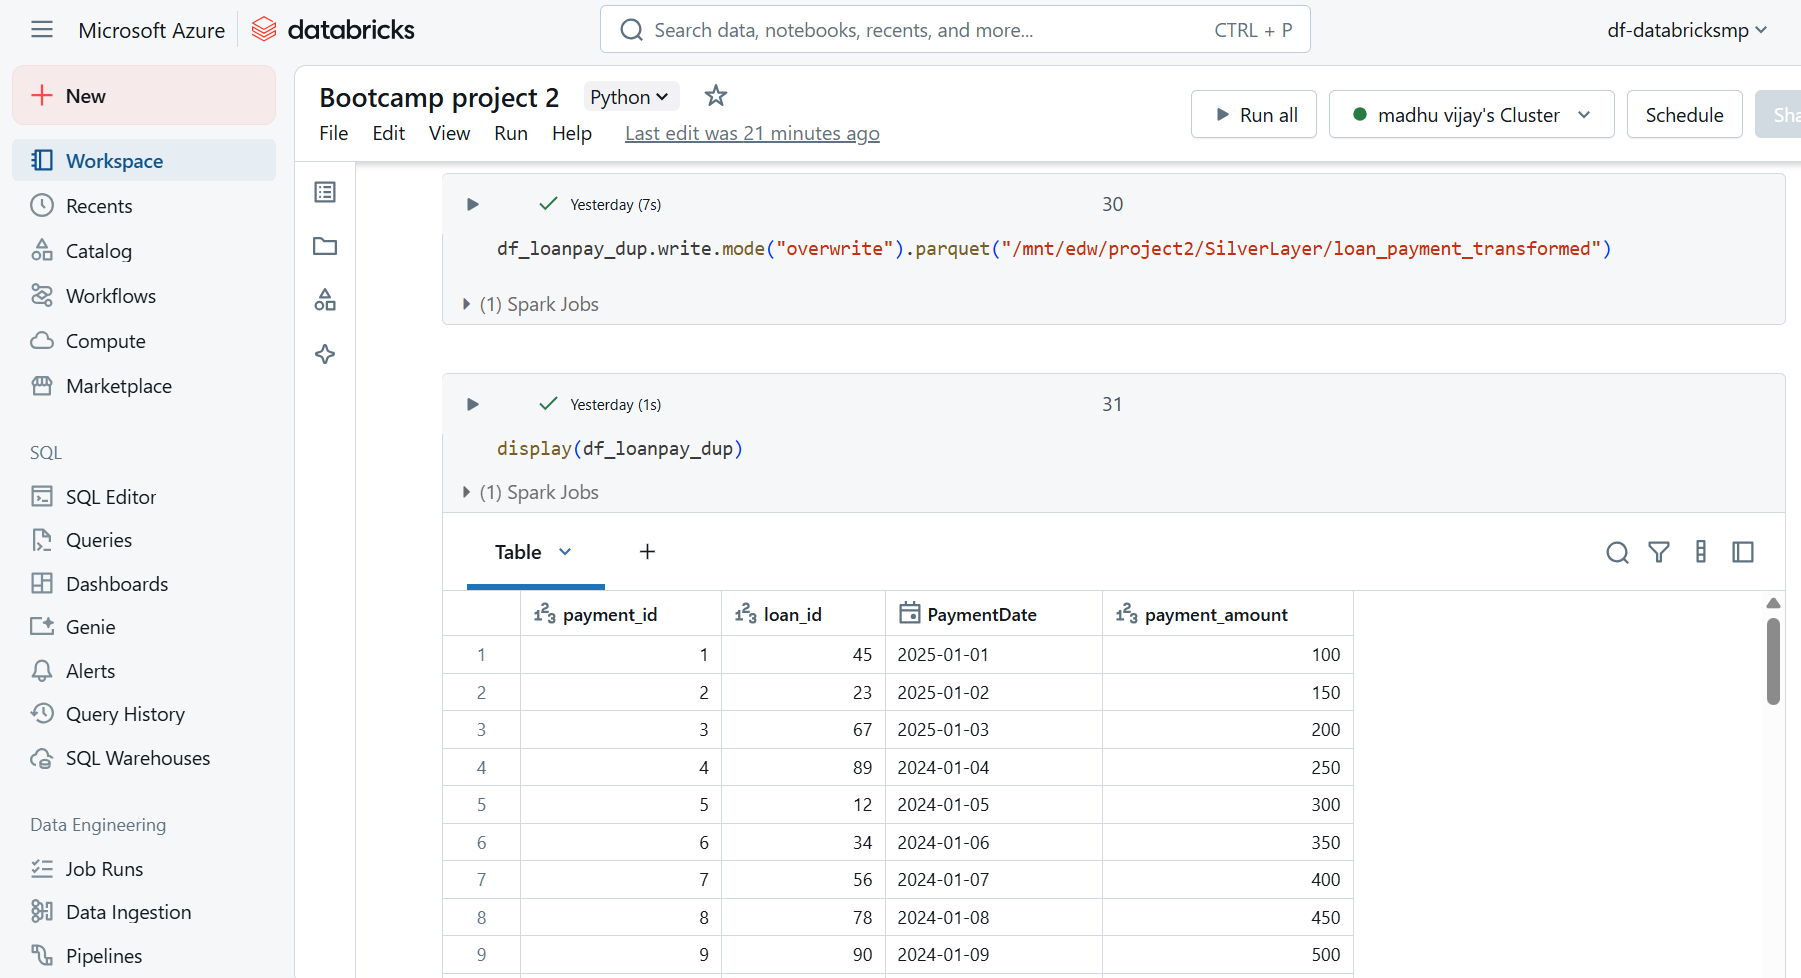 Microsoft Azure
databricks
Search data, notebooks, recents, and more...
CTRL + P
df-databricksmp
New
Workspace
Recents
Catalog
Workflows
Compute
Marketplace
SQL
SQL Editor
Queries
Dashboards
Genie
Alerts
Query History
SQL Warehouses
Data Engineering
Job Runs
Data Ingestion
Pipelines
Bootcamp project 2
Python
File Edit View Run Help Last edit was 21 minutes ago
Run all
madhu vijay's Cluster
Schedule
Sha
Yesterday (7s)
30
df_loanpay_dup.write.mode("overwrite").parquet("/mnt/edw/project2/SilverLayer/loan_payment_transformed")
(1) Spark Jobs
Yesterday (1s)
31
display(df_loanpay_dup)
(1) Spark Jobs
Table +
123 payment_id 123 loan_id PaymentDate 123 payment_amount
1 1 45 2025-01-01 100
2 2 23 2025-01-02 150
3 3 67 2025-01-03 200
4 4 89 2024-01-04 250
5 5 12 2024-01-05 300
6 6 34 2024-01-06 350
7 7 56 2024-01-07 400
8 8 78 2024-01-08 450
9 9 90 2024-01-09 500